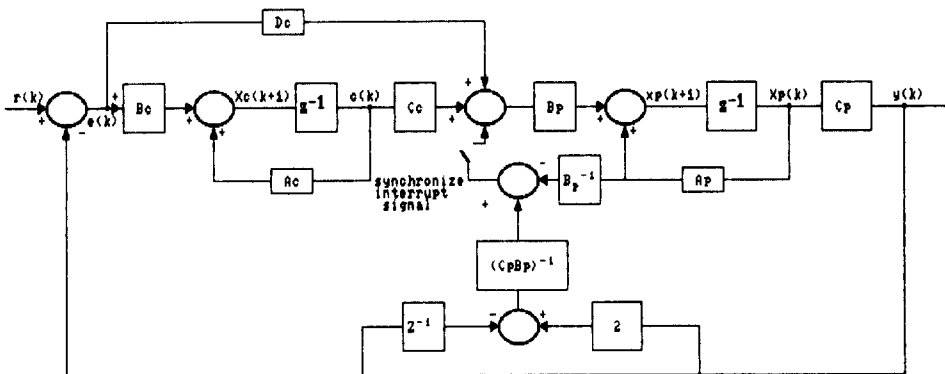 Dc
r(k)
+
-
e(k)
+
Bc
+
+
Xc(k+1)
z⁻¹
c(k)
Cc
+
+
-
Bp
+
+
xp(k+1)
z⁻¹
Xp(k)
Cp
y(k)
Ac
synchronize
interrupt
signal
-
+
Bp⁻¹
Ap
(CpBp)⁻¹
Z⁻¹
-
+
2